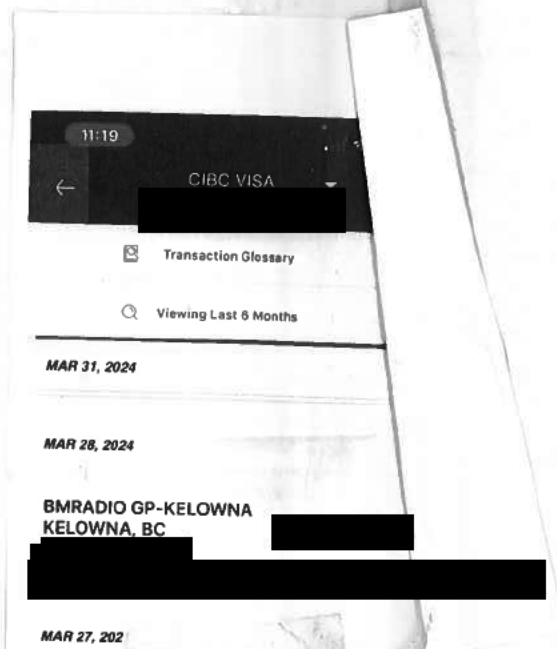 11:19
CIBC VISA
Transaction Glossary
Viewing Last 6 Months
MAR 31, 2024
MAR 28, 2024
BMRADIO GP-KELOWNA
KELOWNA, BC
MAR 27, 202